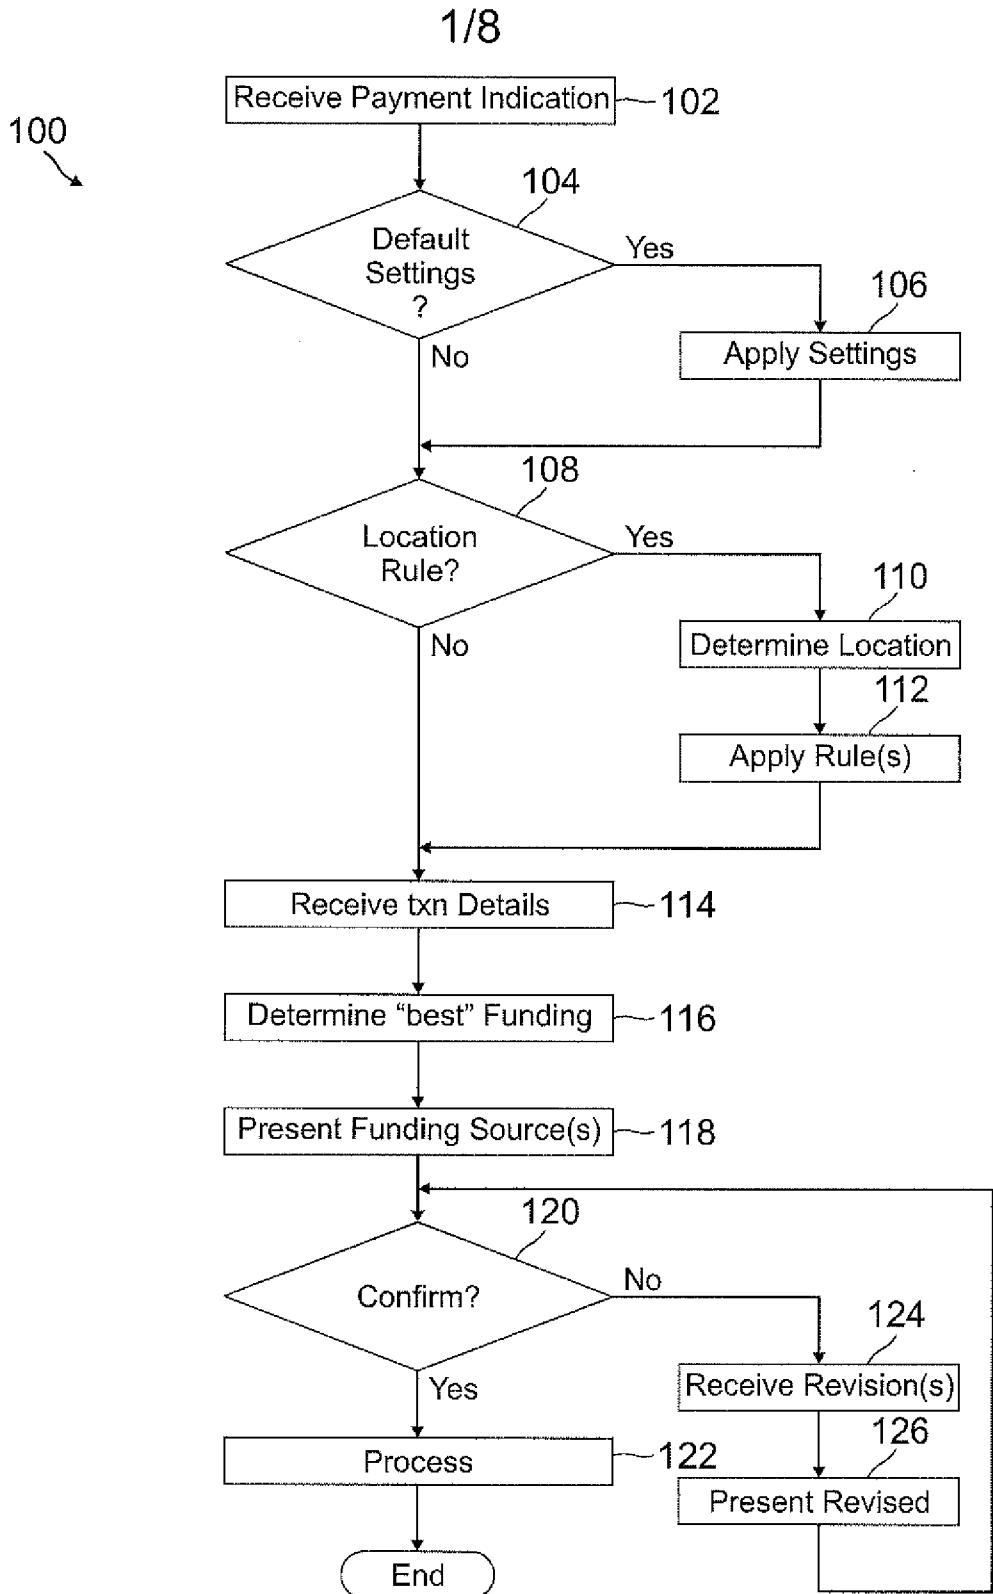 1/8
Receive Payment Indication
102
100
104
Default
Settings
?
Yes
106
Apply Settings
No
108
Location
Rule?
Yes
110
Determine Location
No
112
Apply Rule(s)
Receive txn Details
114
Determine “best” Funding
116
Present Funding Source(s)
118
120
Confirm?
No
124
Receive Revision(s)
Yes
126
Process
122
Present Revised
End